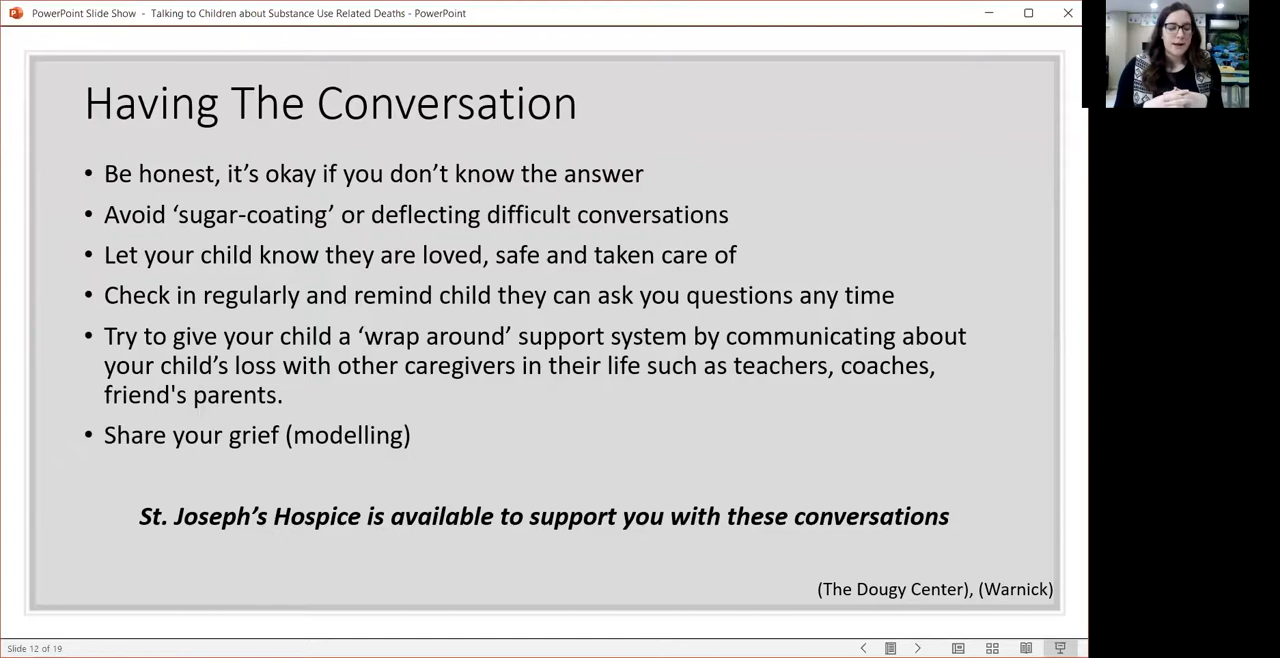 PowerPoint Slide Show - Talking to Children about Substance Use Related Deaths - PowerPoint
Having The Conversation
• Be honest, it’s okay if you don’t know the answer
• Avoid ‘sugar-coating’ or deflecting difficult conversations
• Let your child know they are loved, safe and taken care of
• Check in regularly and remind child they can ask you questions any time
• Try to give your child a ‘wrap around’ support system by communicating about
your child’s loss with other caregivers in their life such as teachers, coaches,
friend's parents.
• Share your grief (modelling)
St. Joseph’s Hospice is available to support you with these conversations
(The Dougy Center), (Warnick)
Slide 12 of 19